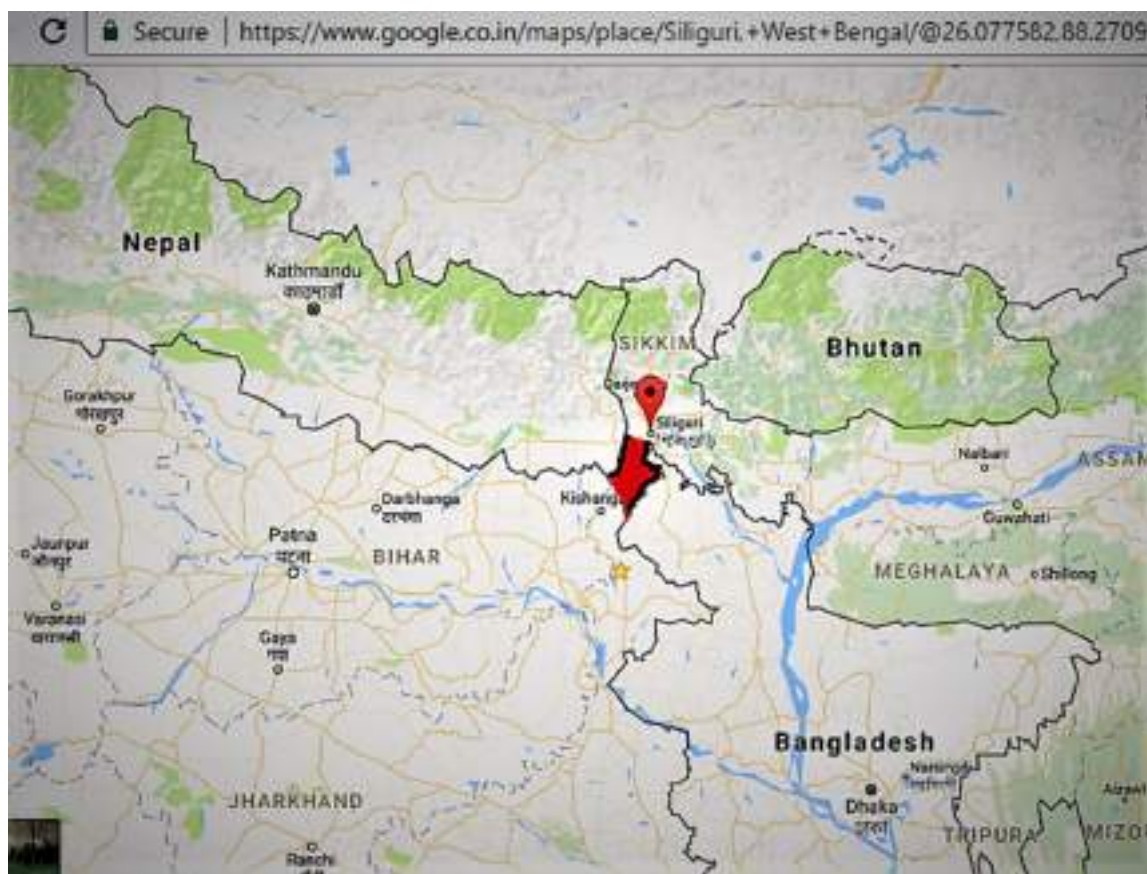 Secure | https://www.google.co.in/maps/place/Siliguri,+West+Bengal/@26.077582,88.2709
Nepal
Kathmandu
काठमाडौँ
SIKKIM
Bhutan
Gorakhpur
गोरखपुर
Siliguri
Nalbari
ASSAM
Darbhanga
दरभंगा
Kishang
Guwahati
Jaunpur
जौनपुर
Patna
पटना
BIHAR
MEGHALAYA
Shillong
Varanasi
वाराणसी
Gaya
गया
Bangladesh
JHARKHAND
Dhaka
ঢাকা
TRIPURA
MIZO
Ranchi